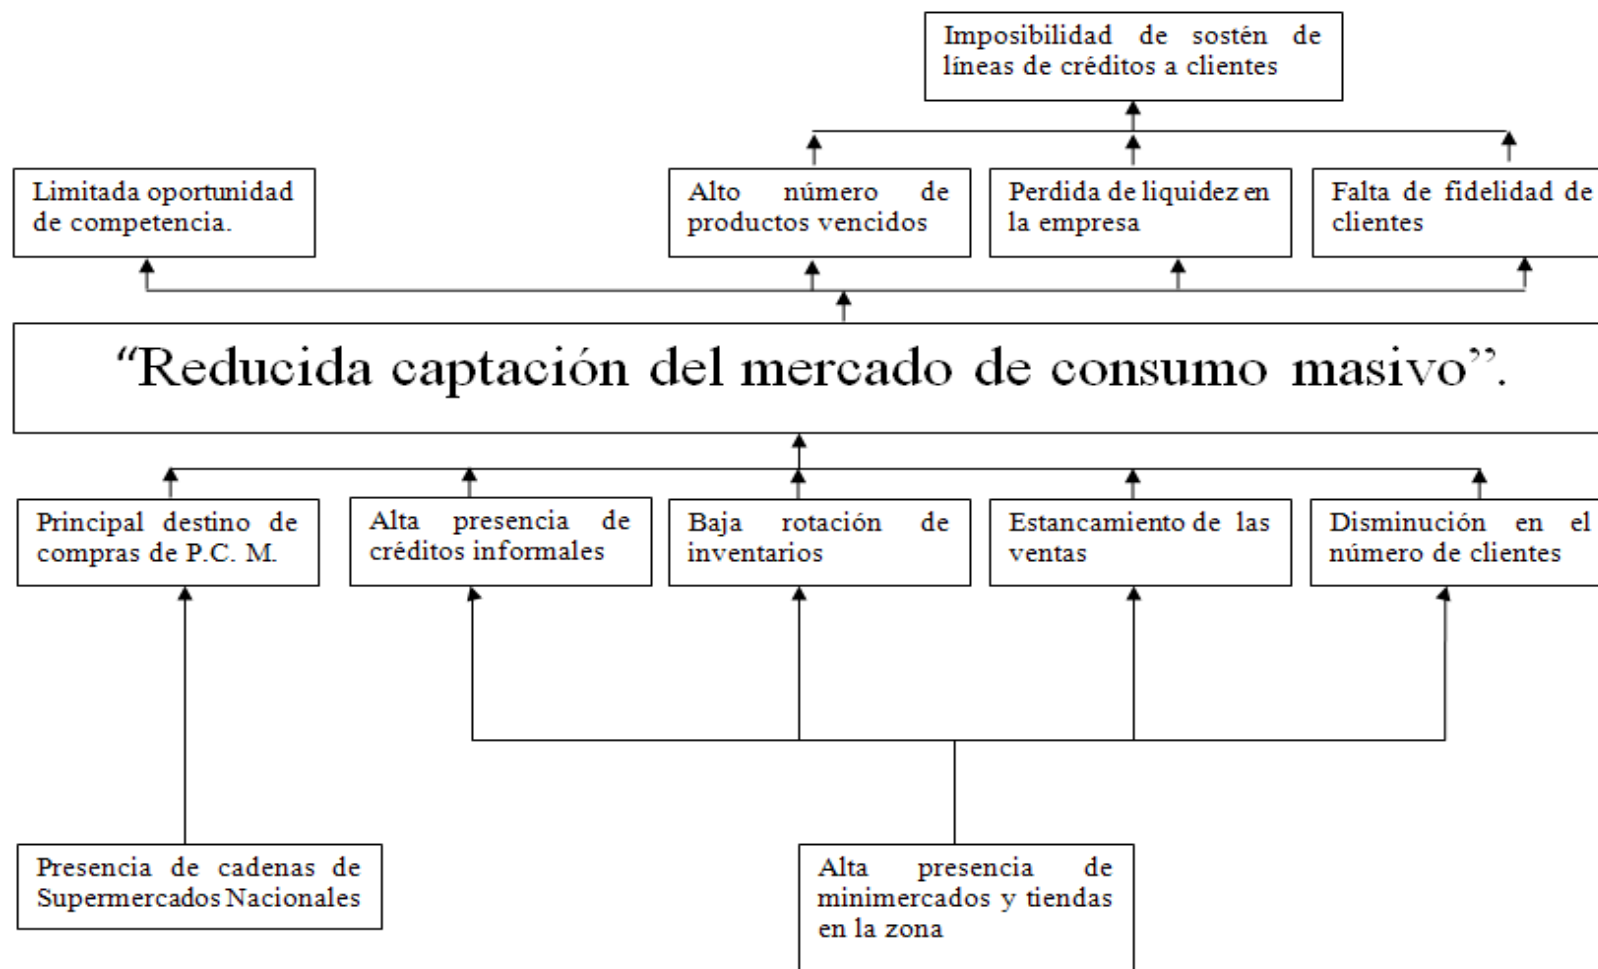 Imposibilidad de sostén de
líneas de créditos a clientes
Limitada oportunidad
de competencia.
Alto número de
productos vencidos
Perdida de liquidez en
la empresa
Falta de fidelidad de
clientes
“Reducida captación del mercado de consumo masivo”.
Principal destino de
compras de P.C. M.
Alta presencia de
créditos informales
Baja rotación de
inventarios
Estancamiento de las
ventas
Disminución en el
número de clientes
Presencia de cadenas de
Supermercados Nacionales
Alta presencia de
minimercados y tiendas
en la zona